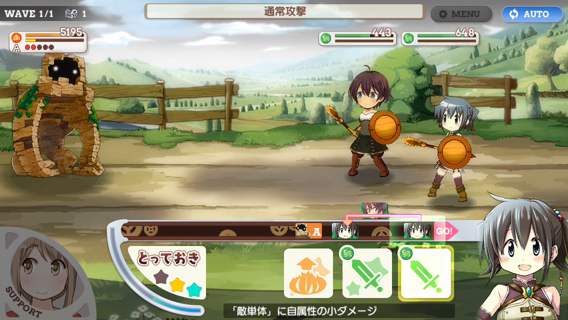 WAVE 1/1 1
通常攻撃
MENU
AUTO
5195
A
443
648
A
GO!
とっておき
SUPPORT
「敵単体」に自属性の小ダメージ